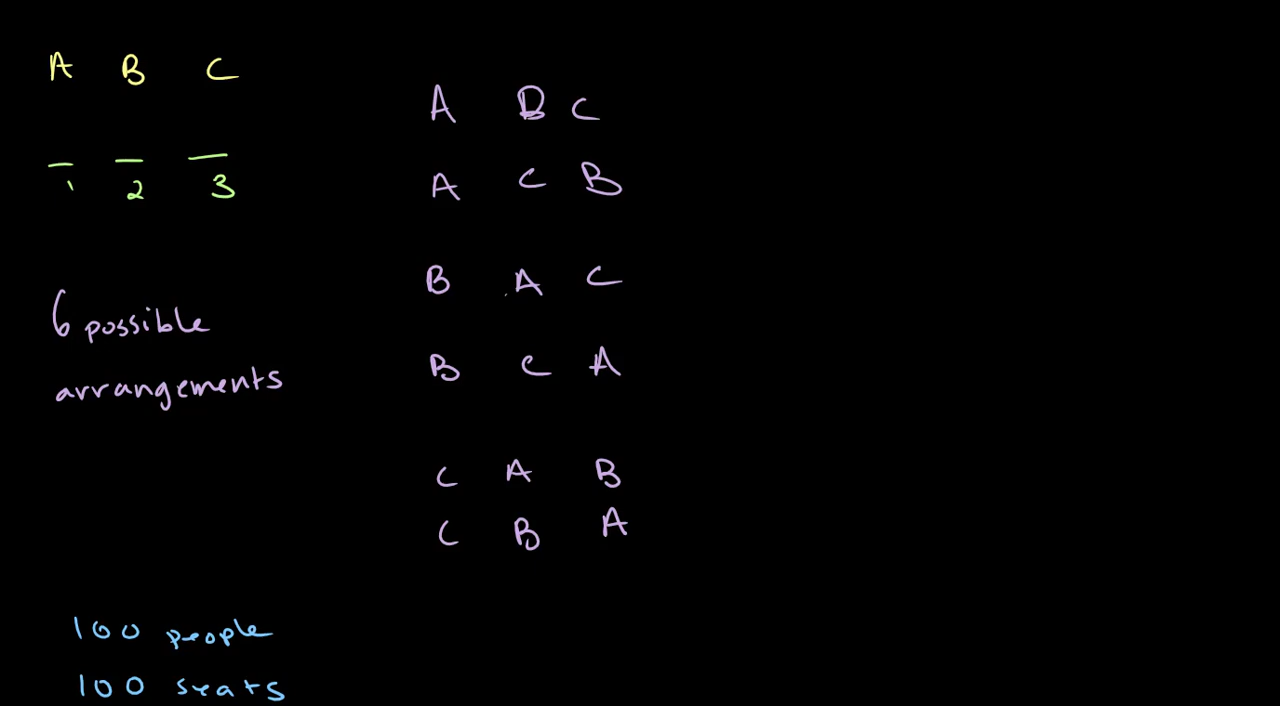 A B C
1 2 3
6 possible
arrangements
A B C
A C B
B A C
B C A
C A B
C B A
100 people
100 seats